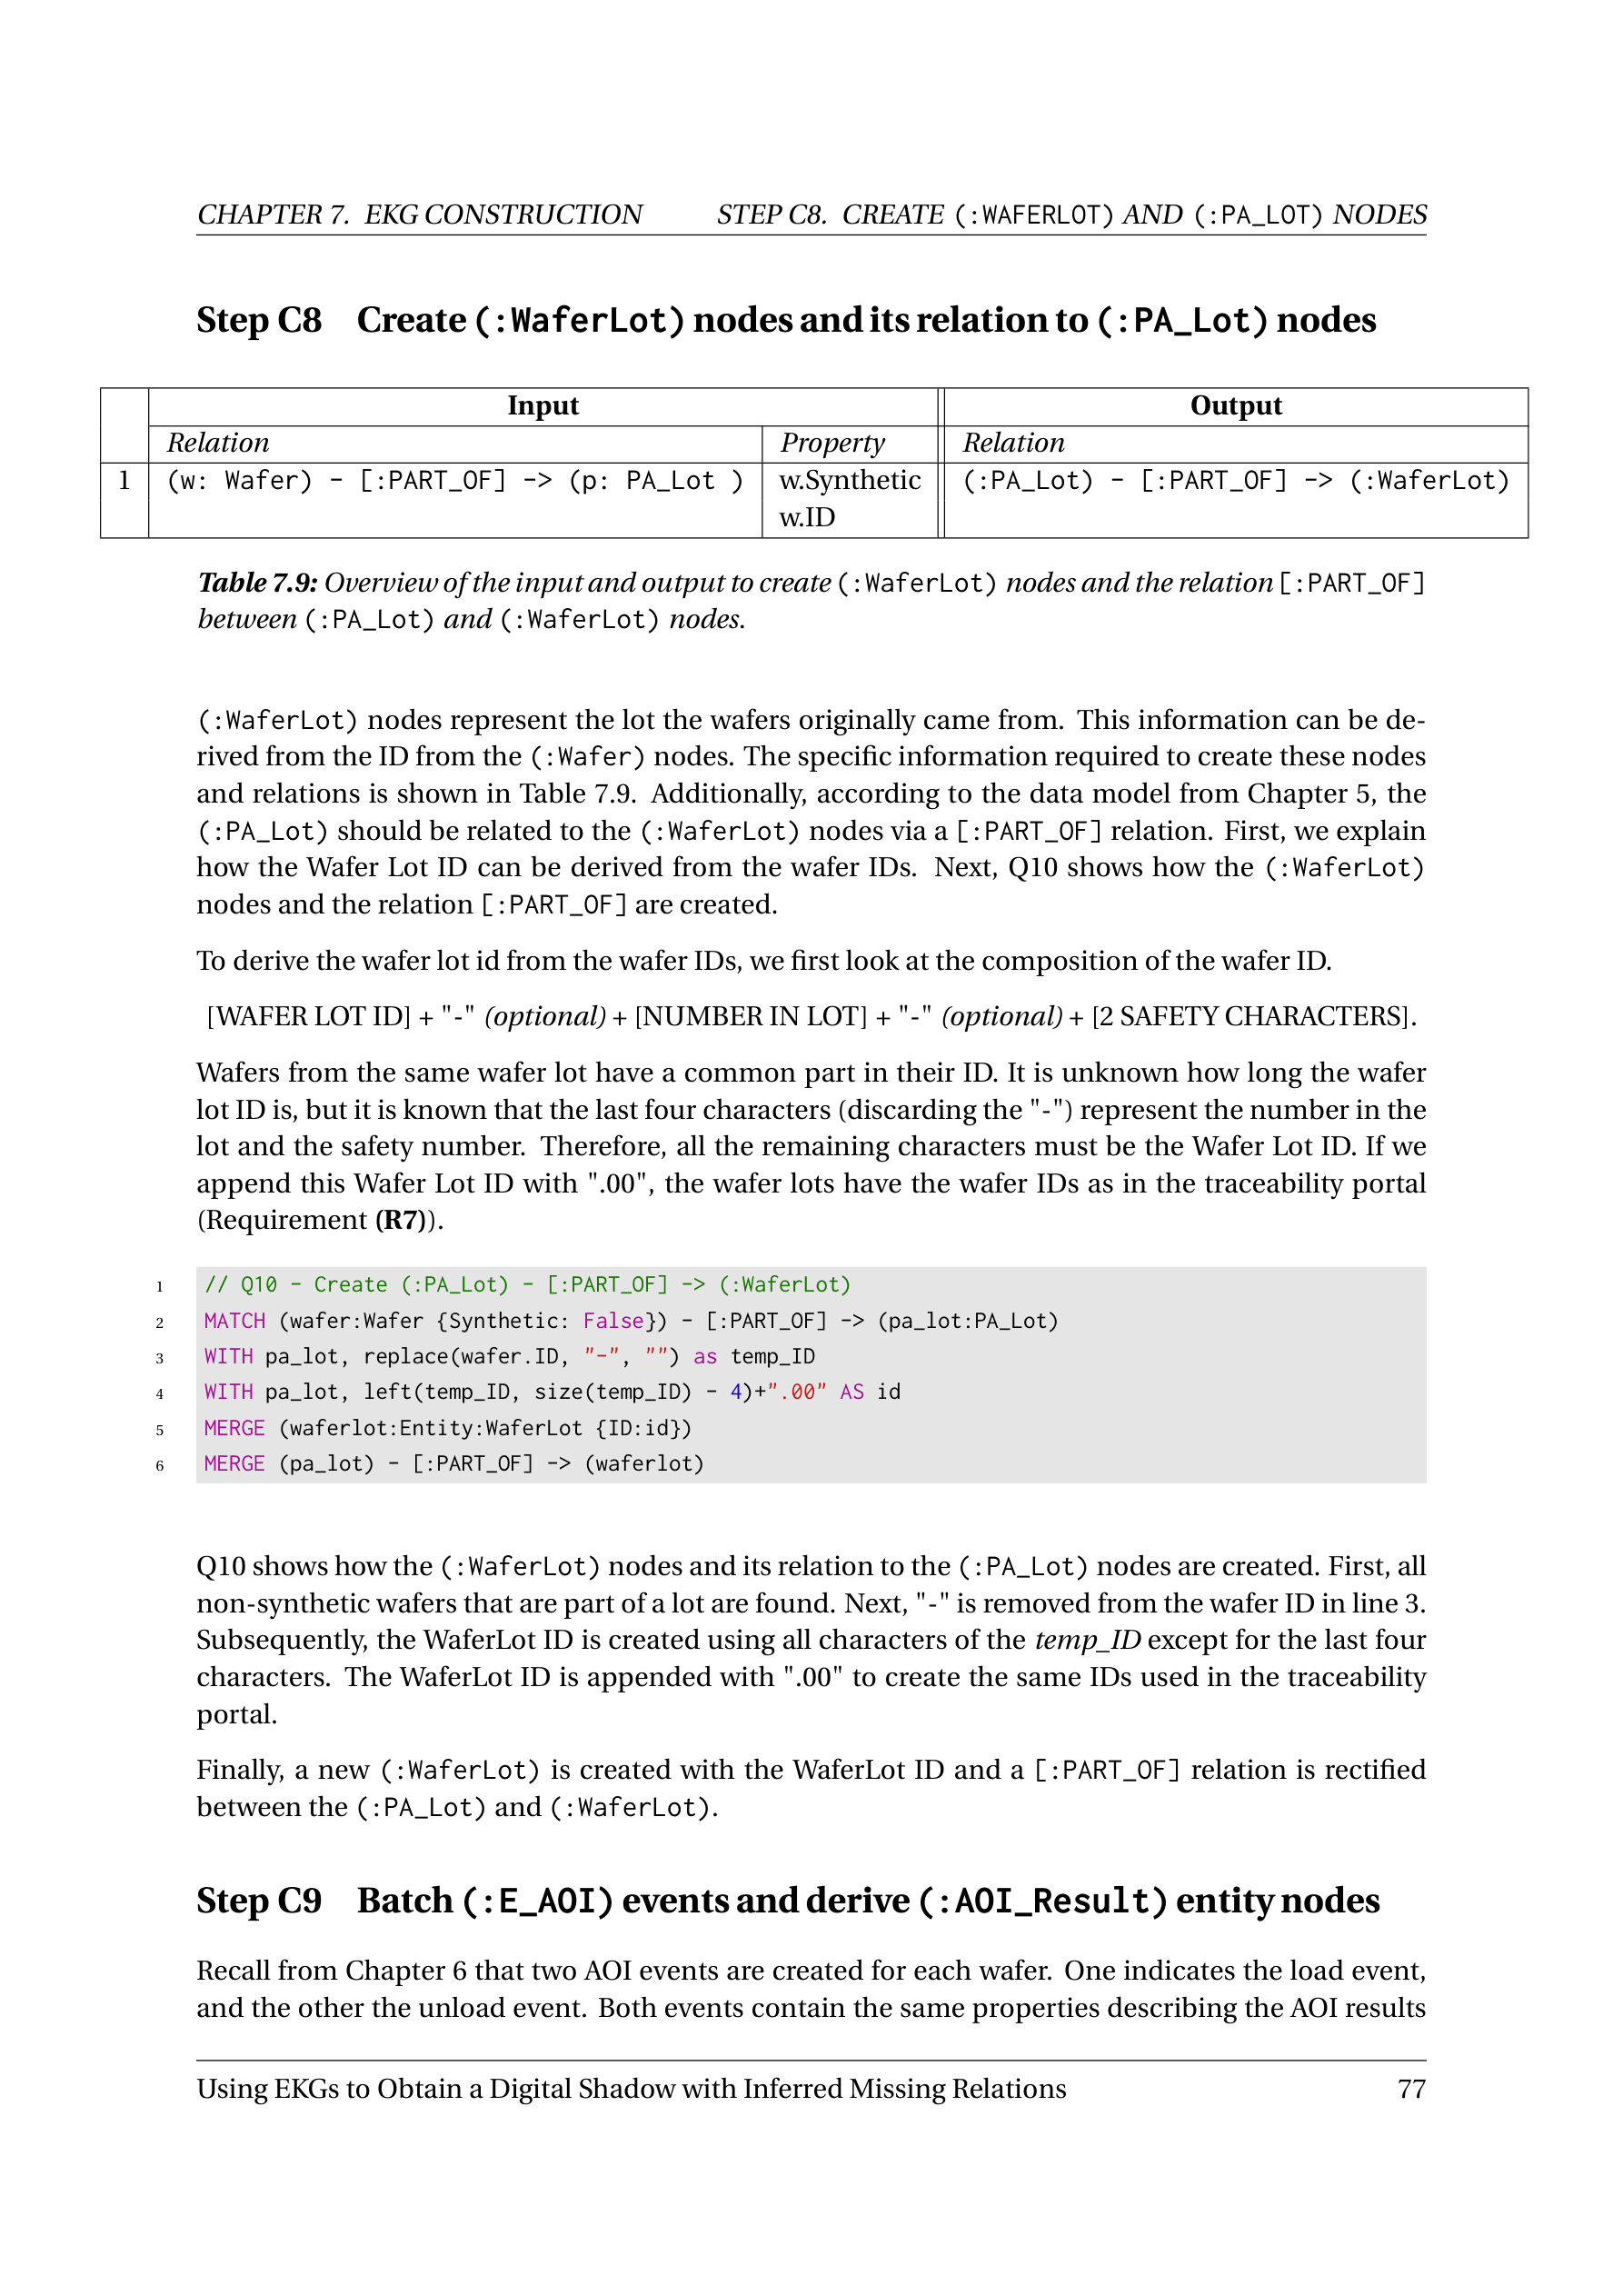 CHAPTER 7. EKG CONSTRUCTION STEP C8. CREATE (:WAFERLOT) AND (:PA_LOT) NODES
Step C8 Create (:WaferLot) nodes and its relation to (:PA_Lot) nodes
Input Output
Relation Property Relation
1 (w: Wafer) - [:PART_OF] -> (p: PA_Lot ) w.Synthetic (:PA_Lot) - [:PART_OF] -> (:WaferLot)
w.ID
Table 7.9: Overview of the input and output to create (:WaferLot) nodes and the relation [:PART_OF]
between (:PA_Lot) and (:WaferLot) nodes.
(:WaferLot) nodes represent the lot the wafers originally came from. This information can be de-
rived from the ID from the (:Wafer) nodes. The specific information required to create these nodes
and relations is shown in Table 7.9. Additionally, according to the data model from Chapter 5, the
(:PA_Lot) should be related to the (:WaferLot) nodes via a [:PART_OF] relation. First, we explain
how the Wafer Lot ID can be derived from the wafer IDs. Next, Q10 shows how the (:WaferLot)
nodes and the relation [:PART_OF] are created.
To derive the wafer lot id from the wafer IDs, we first look at the composition of the wafer ID.
[WAFER LOT ID] + "-" (optional) + [NUMBER IN LOT] + "-" (optional) + [2 SAFETY CHARACTERS].
Wafers from the same wafer lot have a common part in their ID. It is unknown how long the wafer
lot ID is, but it is known that the last four characters (discarding the "-") represent the number in the
lot and the safety number. Therefore, all the remaining characters must be the Wafer Lot ID. If we
append this Wafer Lot ID with ".00", the wafer lots have the wafer IDs as in the traceability portal
(Requirement (R7)).
1 // Q10 - Create (:PA_Lot) - [:PART_OF] -> (:WaferLot)
2 MATCH (wafer:Wafer {Synthetic: False}) - [:PART_OF] -> (pa_lot:PA_Lot)
3 WITH pa_lot, replace(wafer.ID, "-", "") as temp_ID
4 WITH pa_lot, left(temp_ID, size(temp_ID) - 4)+".00" AS id
5 MERGE (waferlot:Entity:WaferLot {ID:id})
6 MERGE (pa_lot) - [:PART_OF] -> (waferlot)
Q10 shows how the (:WaferLot) nodes and its relation to the (:PA_Lot) nodes are created. First, all
non-synthetic wafers that are part of a lot are found. Next, "-" is removed from the wafer ID in line 3.
Subsequently, the WaferLot ID is created using all characters of the temp_ID except for the last four
characters. The WaferLot ID is appended with ".00" to create the same IDs used in the traceability
portal.
Finally, a new (:WaferLot) is created with the WaferLot ID and a [:PART_OF] relation is rectified
between the (:PA_Lot) and (:WaferLot).
Step C9 Batch (:E_AOI) events and derive (:AOI_Result) entity nodes
Recall from Chapter 6 that two AOI events are created for each wafer. One indicates the load event,
and the other the unload event. Both events contain the same properties describing the AOI results
Using EKGs to Obtain a Digital Shadow with Inferred Missing Relations 77